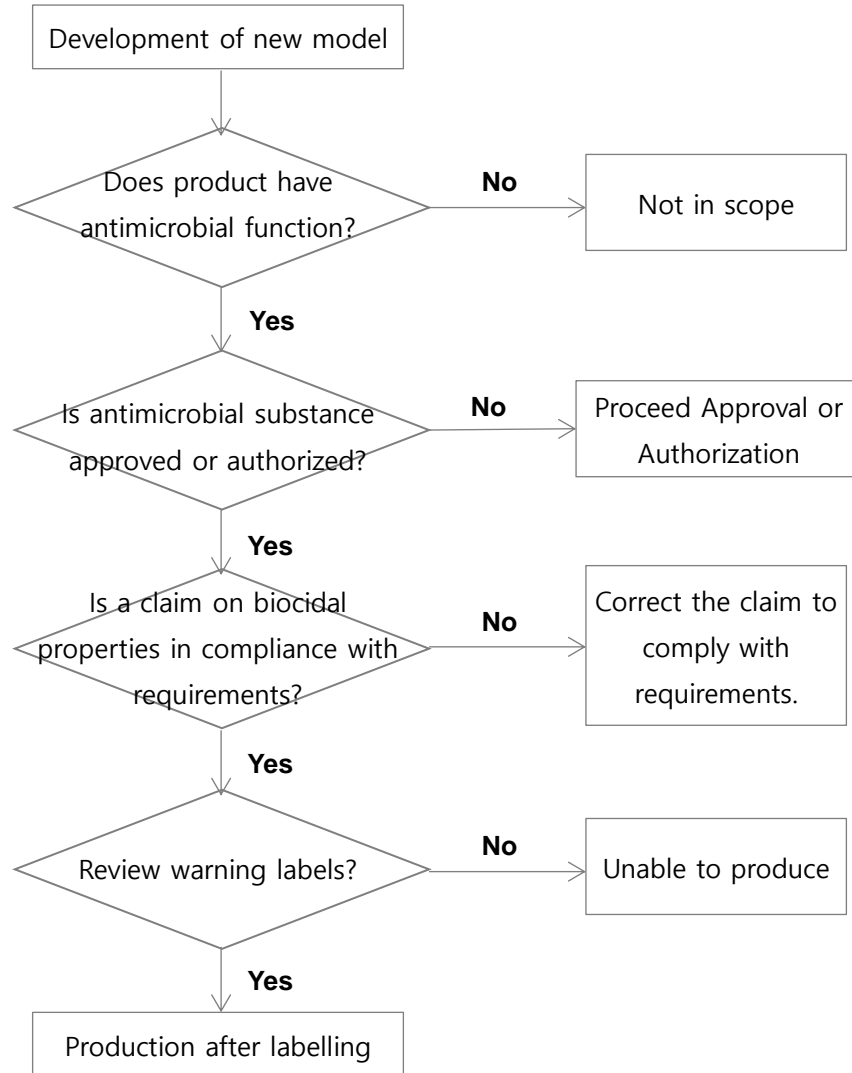 Development of new model
Does product have
antimicrobial function?
No
Not in scope
Yes
Is antimicrobial substance
approved or authorized?
No
Proceed Approval or
Authorization
Yes
Is a claim on biocidal
properties in compliance with
requirements?
No
Correct the claim to
comply with
requirements.
Yes
Review warning labels?
No
Unable to produce
Yes
Production after labelling